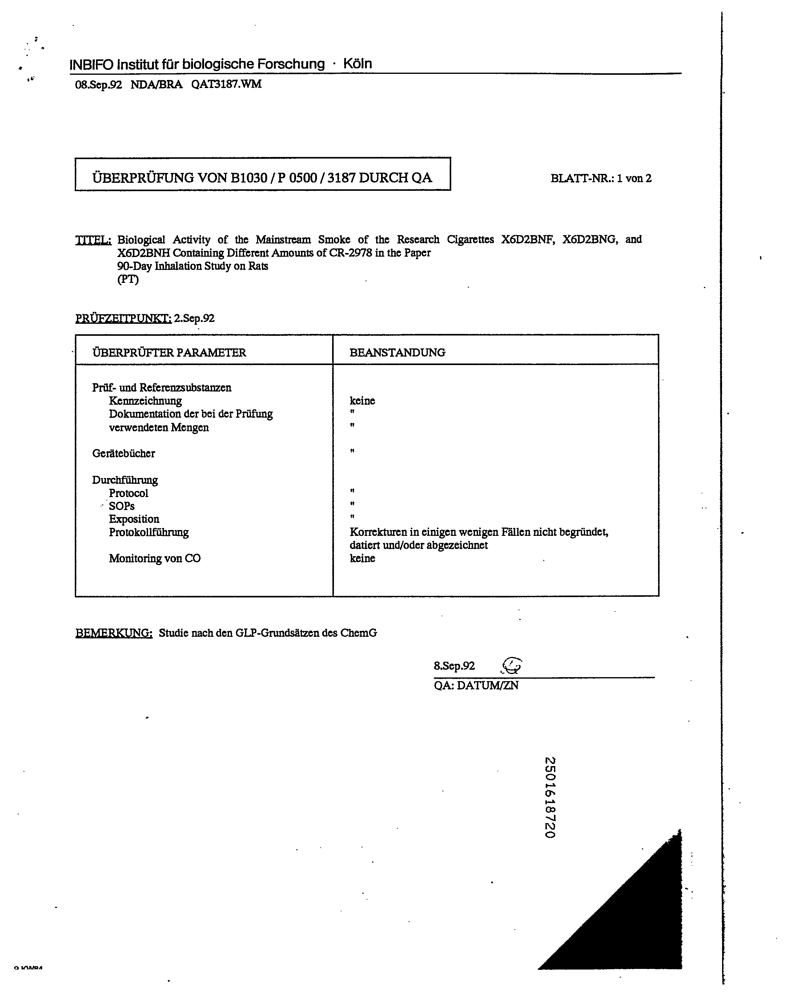 INBIFO Institut für biologische Forschung · Köln
08.Sep.92 NDA/BRA QAT3187.WM
ÜBERPRÜFUNG VON B1030 / P 0500 / 3187 DURCH QA
BLATT-NR.: 1 von 2
TITEL: Biological Activity of the Mainstream Smoke of the Research Cigarettes X6D2BNF, X6D2BNG, and
X6D2BNH Containing Different Amounts of CR-2978 in the Paper
90-Day Inhalation Study on Rats
(PT)
PRÜFZEITPUNKT: 2.Sep.92
ÜBERPRÜFTER PARAMETER BEANSTANDUNG
Prüf- und Referenzsubstanzen
Kennzeichnung keine
Dokumentation der bei der Prüfung "
verwendeten Mengen "
Gerätebücher "
Durchführung
Protocol "
SOPs "
Exposition "
Protokollführung Korrekturen in einigen wenigen Fällen nicht begründet,
datiert und/oder abgezeichnet
Monitoring von CO keine
BEMERKUNG: Studie nach den GLP-Grundsätzen des ChemG
8.Sep.92
QA: DATUM/ZN
2501618720